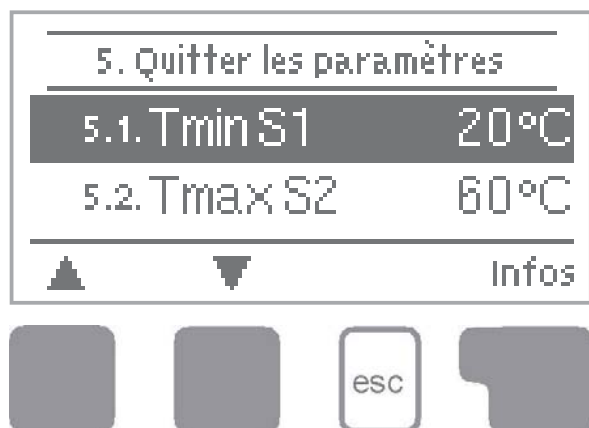 5. Quitter les paramètres
5.1. Tmin S1 20°C
5.2. Tmax S2 60°C
Infos
esc